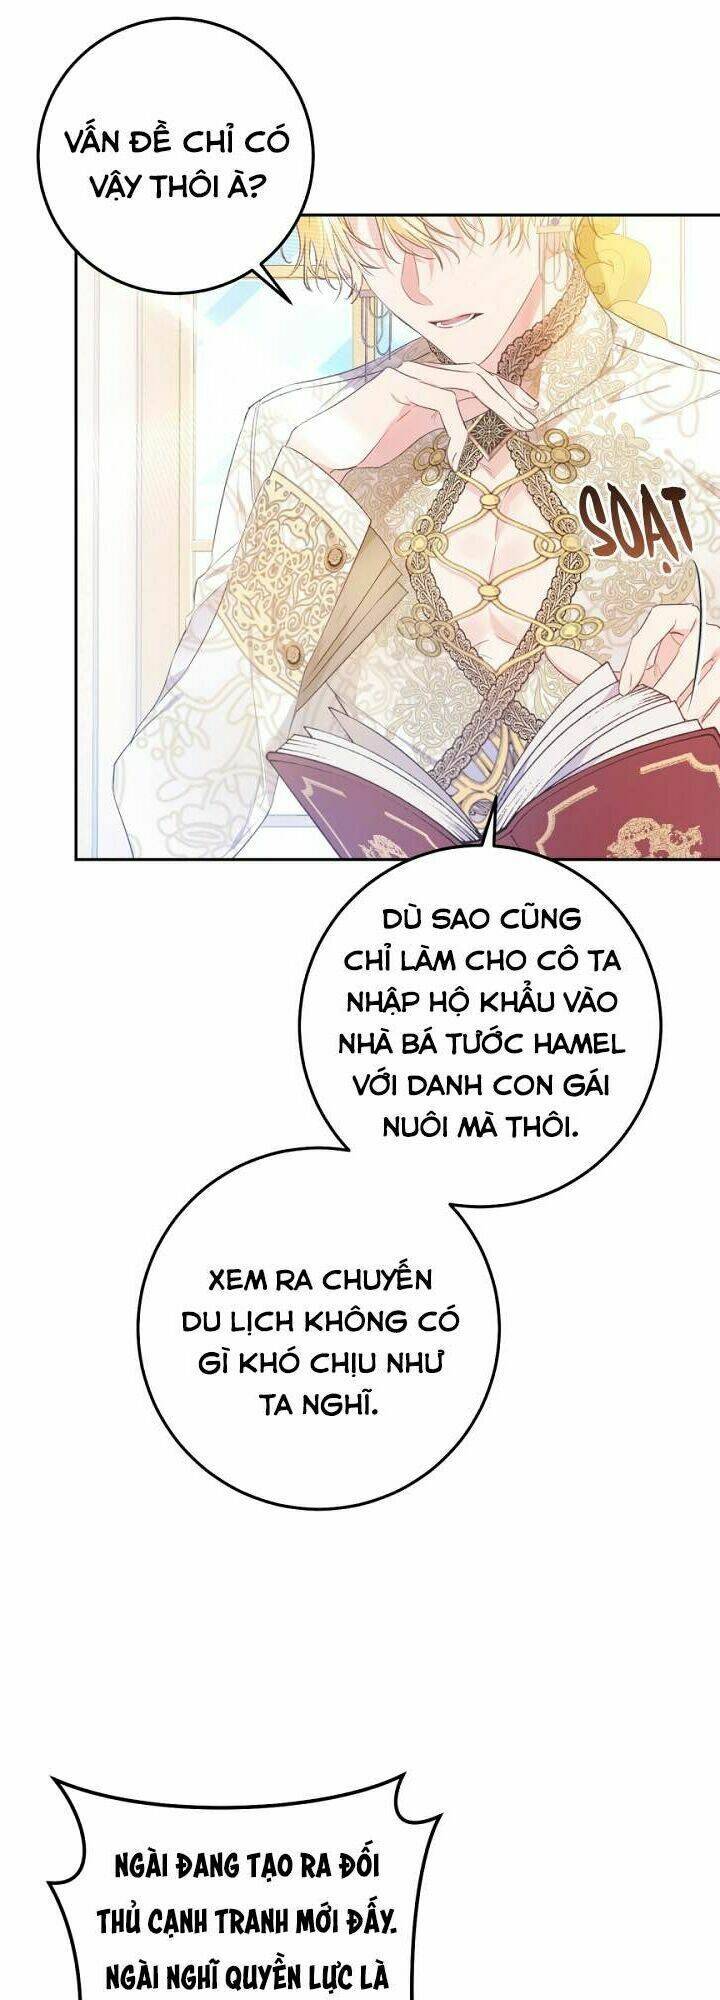 VẤN ĐỀ CHỈ CÓ
VẬY THÔI À?
SOẠT
DÙ SAO CŨNG
CHỈ LÀM CHO CÔ TA
NHẬP HỘ KHẨU VÀO
NHÀ BÁ TƯỚC HAMEL
VỚI DANH CON GÁI
NUÔI MÀ THÔI.
XEM RA CHUYẾN
DU LỊCH KHÔNG CÓ
GÌ KHÓ CHỊU NHƯ
TA NGHĨ.
NGÀI ĐANG TẠO RA ĐỐI
THỦ CẠNH TRANH MỚI ĐẤY.
NGÀI NGHĨ QUYỀN LỰC LÀ